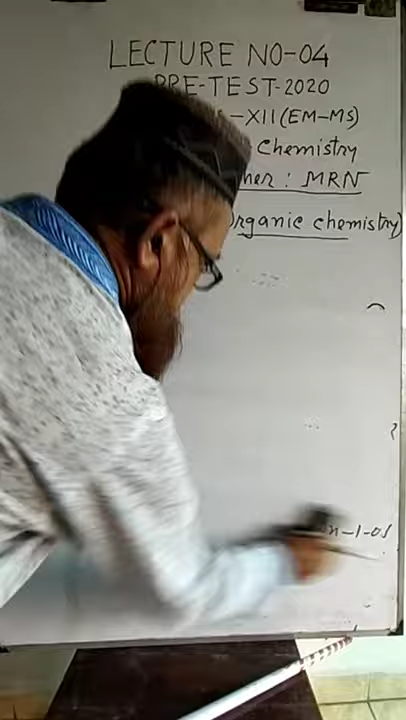 LECTURE NO-04
PRE-TEST-2020
-XII (EM-MS)
Chemistry
her : MRN
rganic chemistry)
n-1-ol